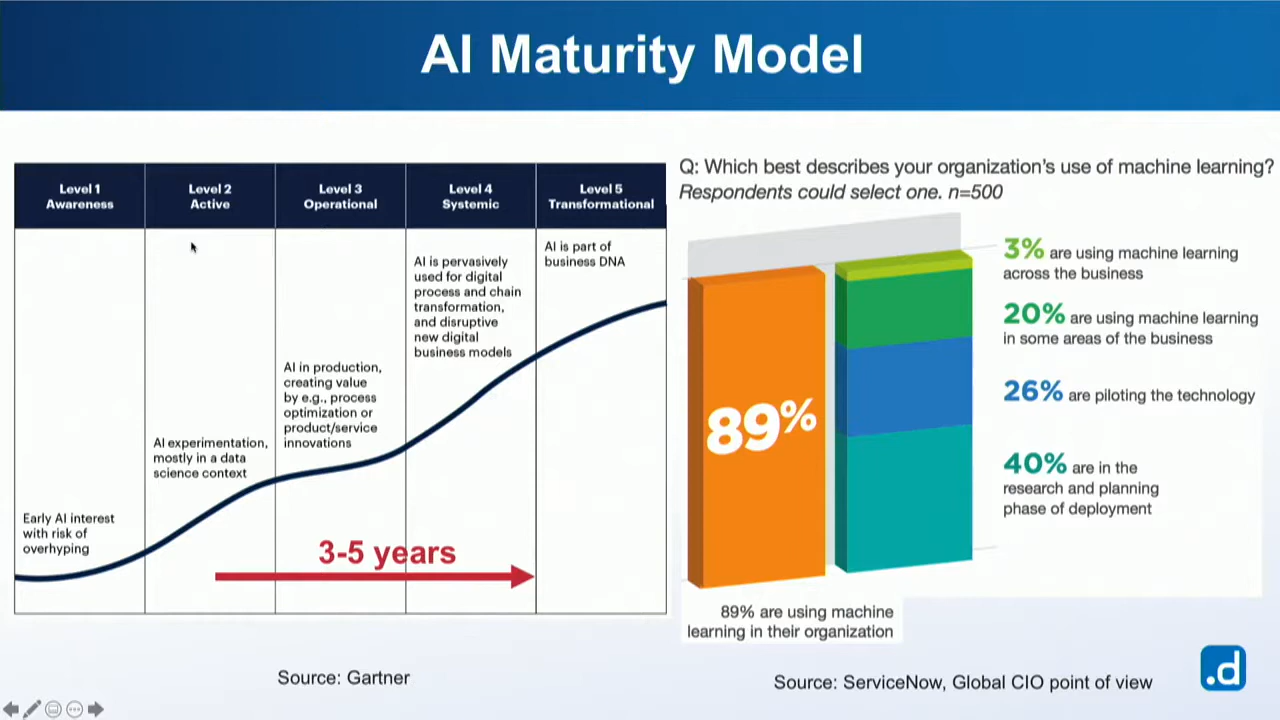 AI Maturity Model
Level 1
Awareness
Level 2
Active
Level 3
Operational
Level 4
Systemic
Level 5
Transformational
Early AI interest
with risk of
overhyping
AI experimentation,
mostly in a data
science context
AI in production,
creating value
by e.g., process
optimization or
product/service
innovations
AI is pervasively
used for digital
process and chain
transformation,
and disruptive
new digital
business models
AI is part of
business DNA
3-5 years
Source: Gartner
Q: Which best describes your organization's use of machine learning?
Respondents could select one. n=500
89%
89% are using machine
learning in their organization
3% are using machine learning
across the business
20% are using machine learning
in some areas of the business
26% are piloting the technology
40% are in the
research and planning
phase of deployment
Source: ServiceNow, Global CIO point of view
.d